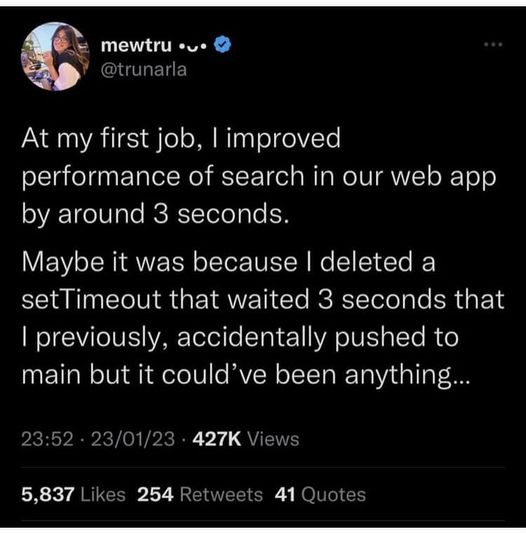 mewtru •ᴗ•
@trunarla
At my first job, I improved
performance of search in our web app
by around 3 seconds.
Maybe it was because I deleted a
setTimeout that waited 3 seconds that
I previously, accidentally pushed to
main but it could've been anything...
23:52 · 23/01/23 · 427K Views
5,837 Likes 254 Retweets 41 Quotes